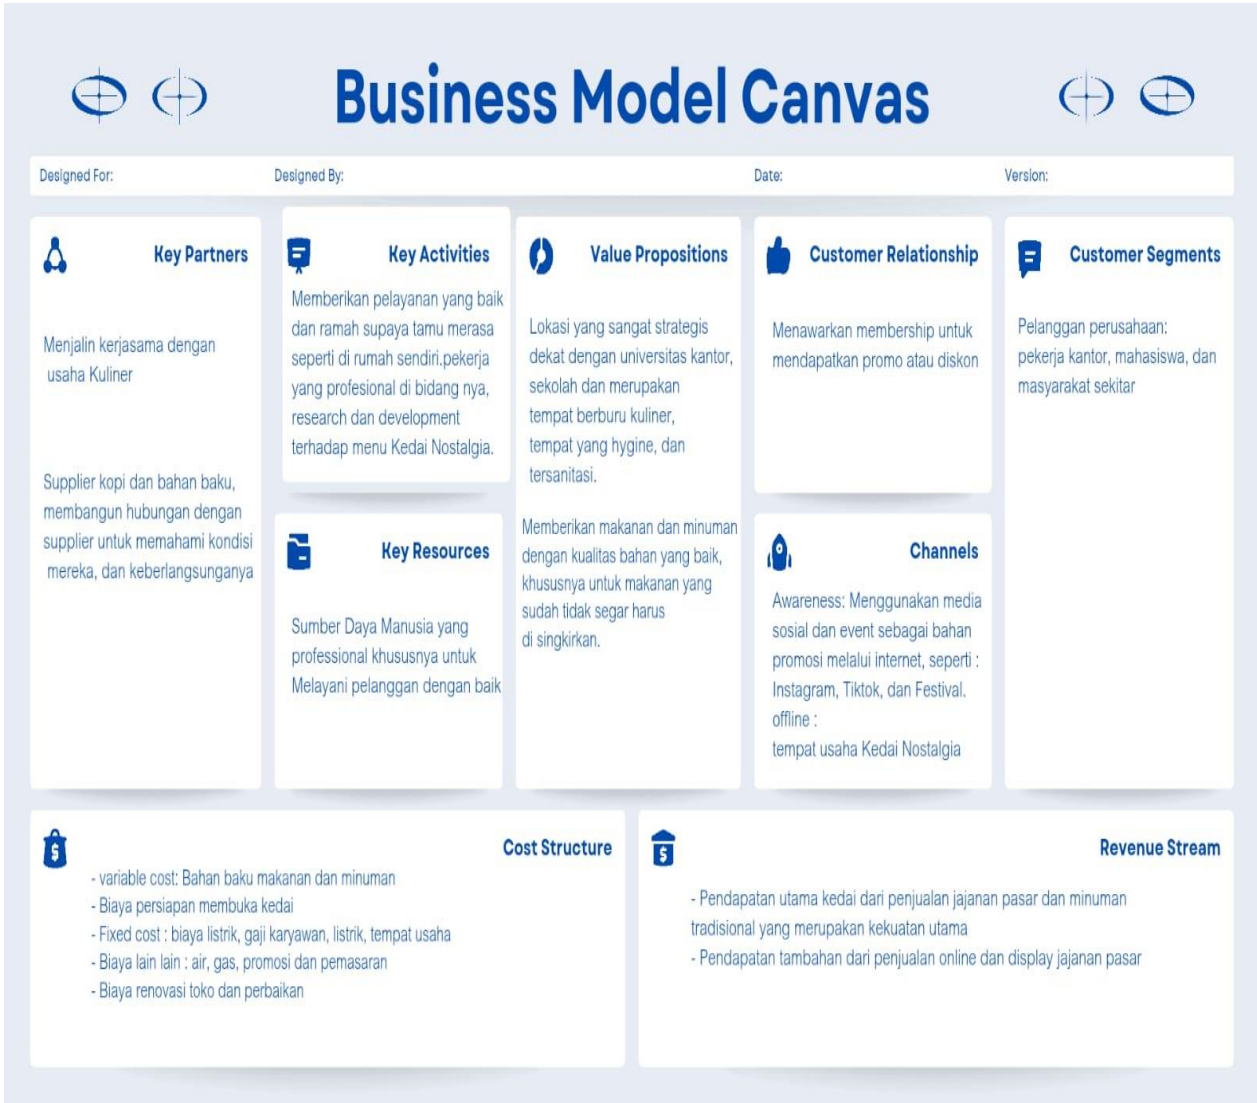 Business Model Canvas
Designed For:
Designed By:
Date:
Version:
Key Partners
Menjalin kerjasama dengan
usaha Kuliner
Supplier kopi dan bahan baku,
membangun hubungan dengan
supplier untuk memahami kondisi
mereka, dan keberlangsunganya
Key Activities
Memberikan pelayanan yang baik
dan ramah supaya tamu merasa
seperti di rumah sendiri.pekerja
yang profesional di bidang nya,
research dan development
terhadap menu Kedai Nostalgia.
Key Resources
Sumber Daya Manusia yang
professional khususnya untuk
Melayani pelanggan dengan baik
Value Propositions
Lokasi yang sangat strategis
dekat dengan universitas kantor,
sekolah dan merupakan
tempat berburu kuliner,
tempat yang hygine, dan
tersanitasi.
Memberikan makanan dan minuman
dengan kualitas bahan yang baik,
khususnya untuk makanan yang
sudah tidak segar harus
di singkirkan.
Customer Relationship
Menawarkan membership untuk
mendapatkan promo atau diskon
Channels
Awareness: Menggunakan media
sosial dan event sebagai bahan
promosi melalui internet, seperti :
Instagram, Tiktok, dan Festival.
offline :
tempat usaha Kedai Nostalgia
Customer Segments
Pelanggan perusahaan:
pekerja kantor, mahasiswa, dan
masyarakat sekitar
Cost Structure
- variable cost: Bahan baku makanan dan minuman
- Biaya persiapan membuka kedai
- Fixed cost : biaya listrik, gaji karyawan, listrik, tempat usaha
- Biaya lain lain : air, gas, promosi dan pemasaran
- Biaya renovasi toko dan perbaikan
Revenue Stream
- Pendapatan utama kedai dari penjualan jajanan pasar dan minuman
tradisional yang merupakan kekuatan utama
- Pendapatan tambahan dari penjualan online dan display jajanan pasar